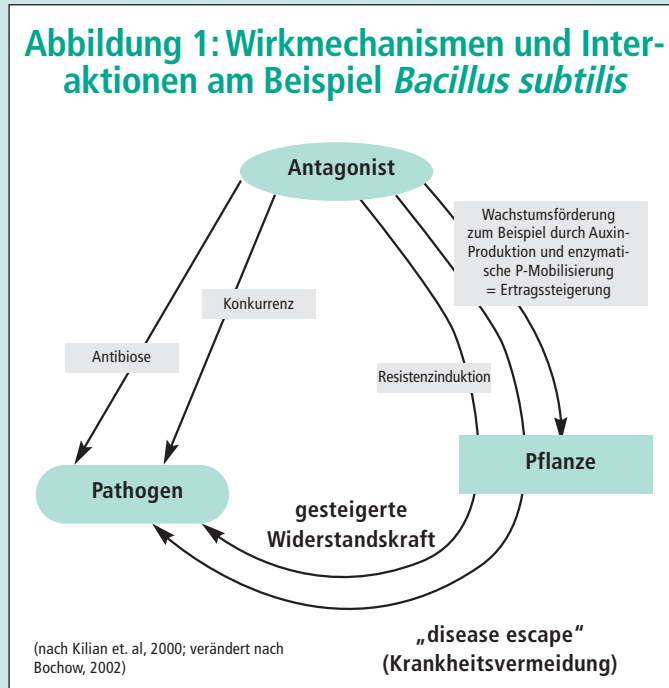 Abbildung 1: Wirkmechanismen und Inter-
aktionen am Beispiel Bacillus subtilis
Antagonist
Wachstumsförderung
zum Beispiel durch Auxin-
Produktion und enzymati-
sche P-Mobilisierung
= Ertragssteigerung
Konkurrenz
Antibiose
Resistenzinduktion
Pflanze
Pathogen
gesteigerte
Widerstandskraft
„disease escape“
(Krankheitsvermeidung)
(nach Kilian et. al, 2000; verändert nach
Bochow, 2002)